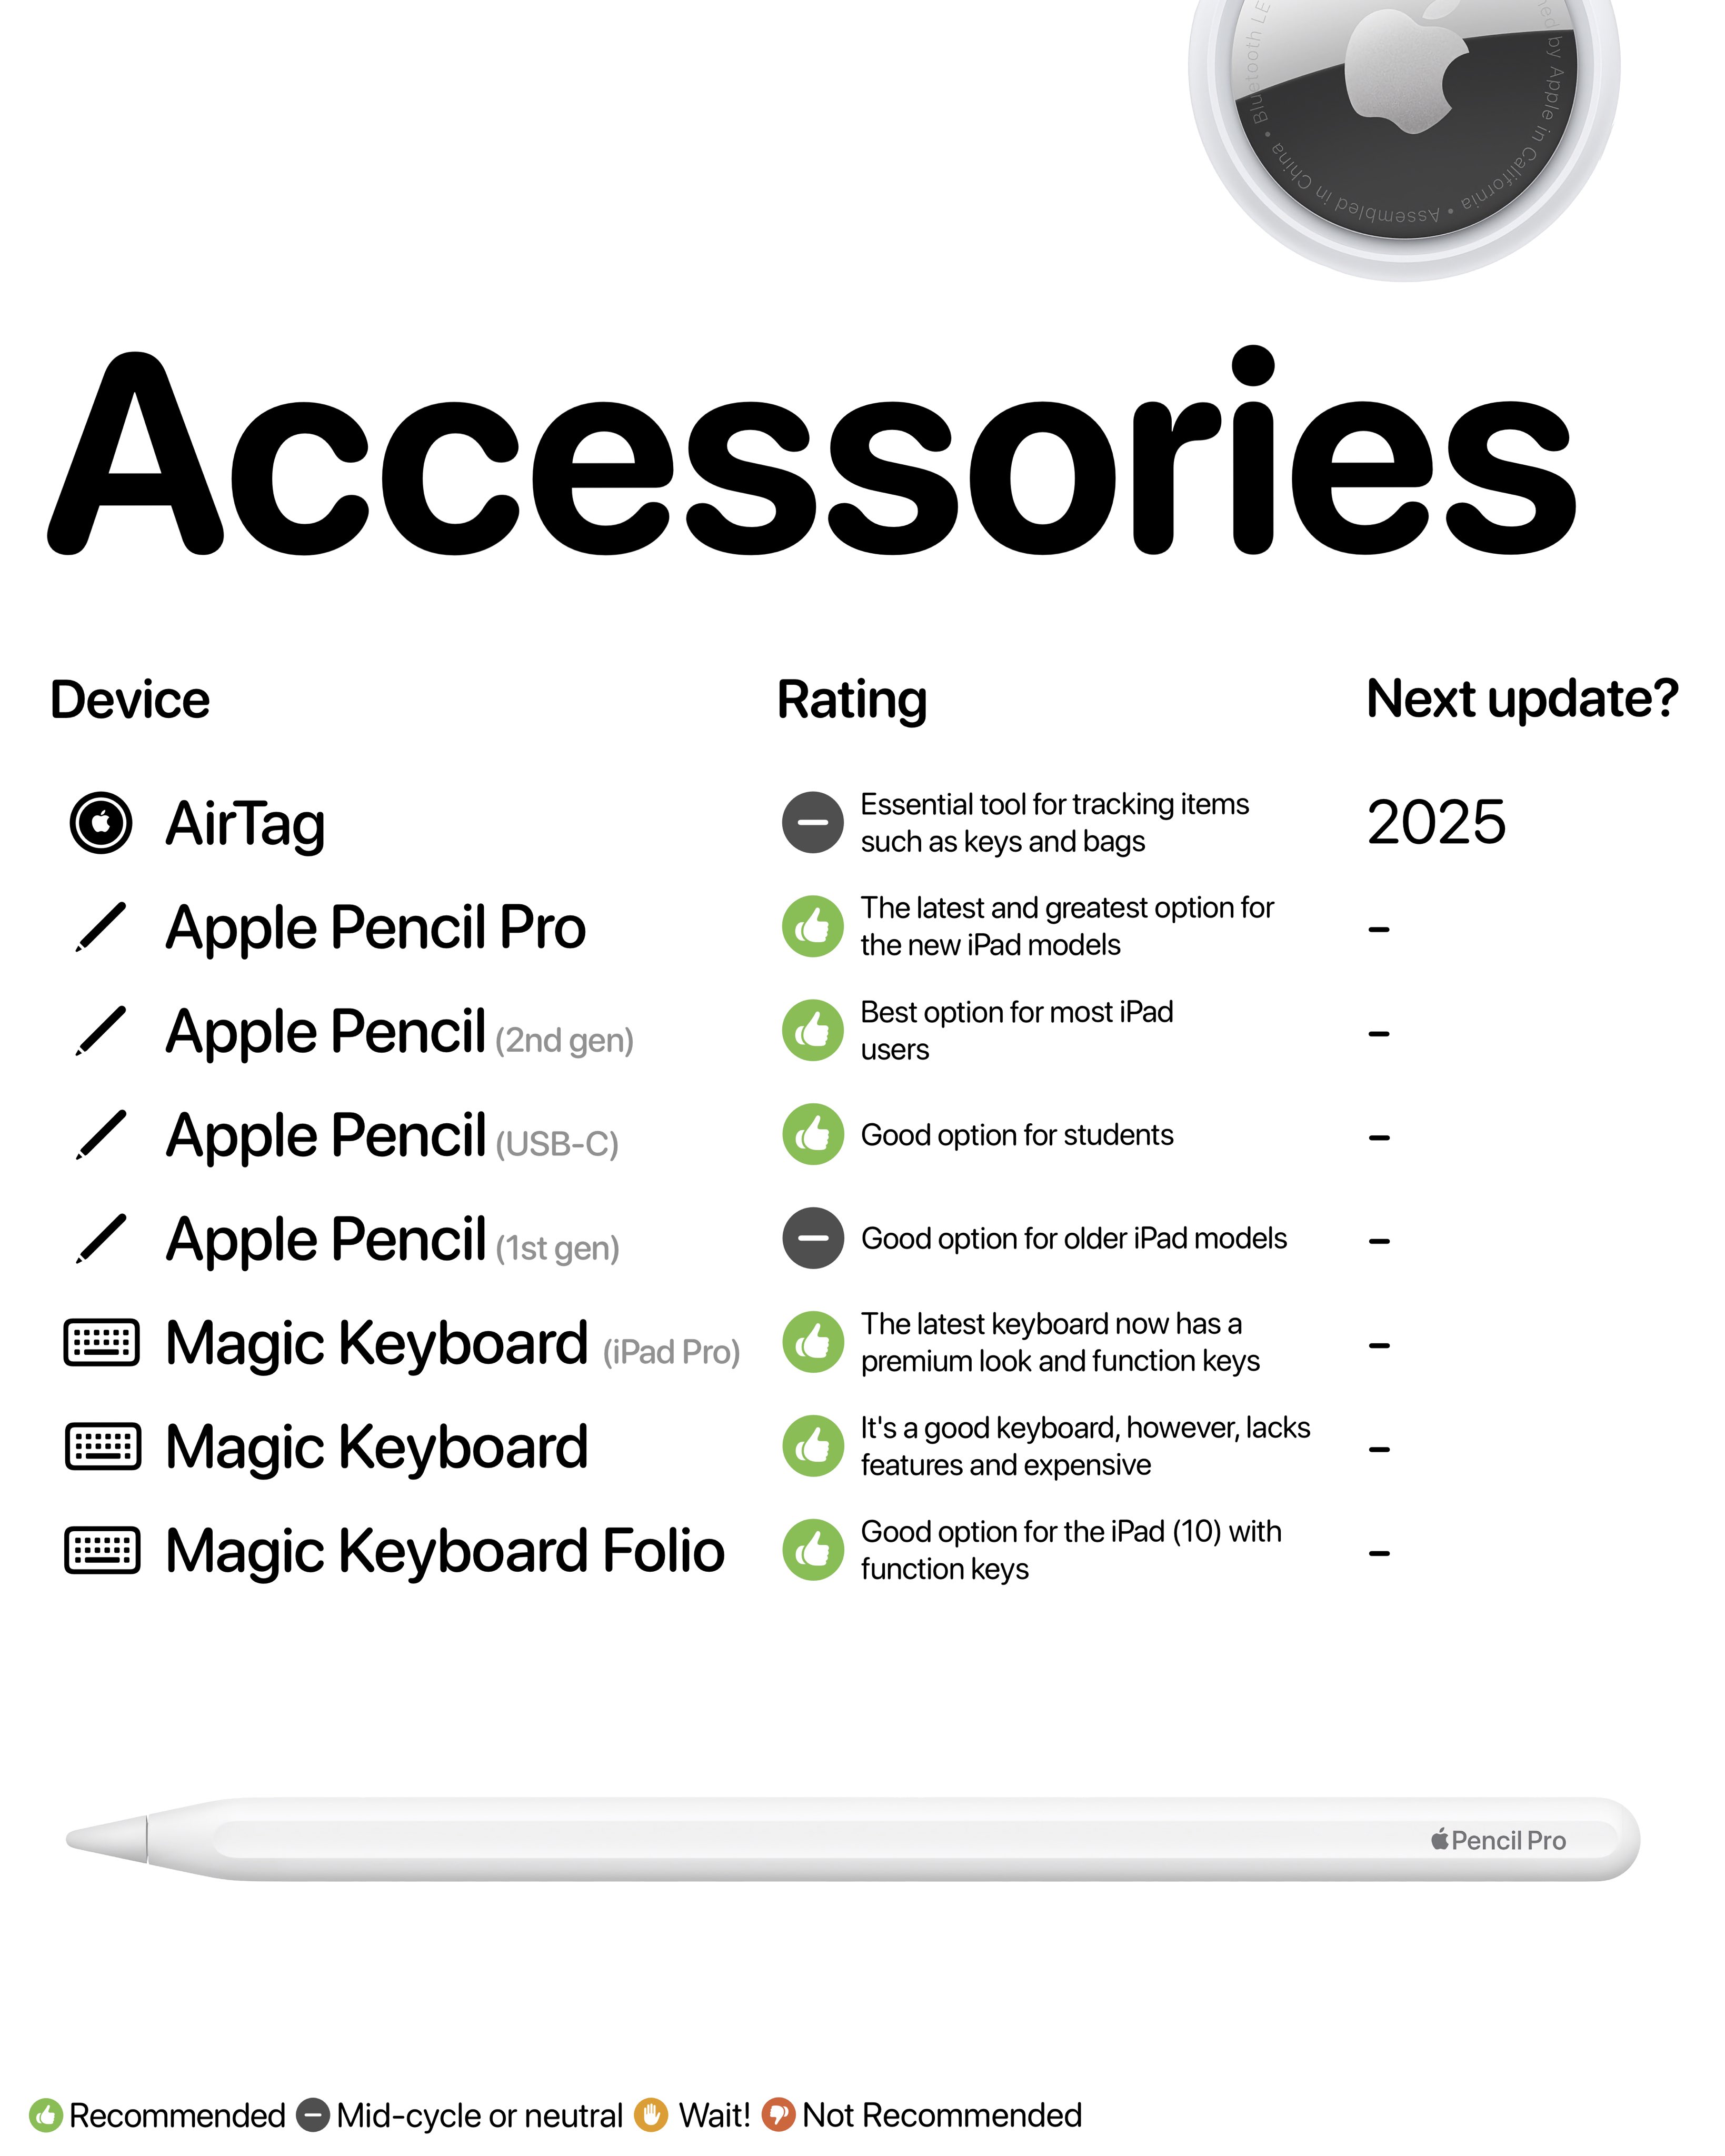 Bluetooth LE
ned by Apple in California • Assembled in China •
Accessories
Device Rating Next update?
AirTag Essential tool for tracking items such as keys and bags 2025
Apple Pencil Pro The latest and greatest option for the new iPad models –
Apple Pencil (2nd gen) Best option for most iPad users –
Apple Pencil (USB-C) Good option for students –
Apple Pencil (1st gen) Good option for older iPad models –
Magic Keyboard (iPad Pro) The latest keyboard now has a premium look and function keys –
Magic Keyboard It's a good keyboard, however, lacks features and expensive –
Magic Keyboard Folio Good option for the iPad (10) with function keys –
Pencil Pro
Recommended Mid-cycle or neutral Wait! Not Recommended